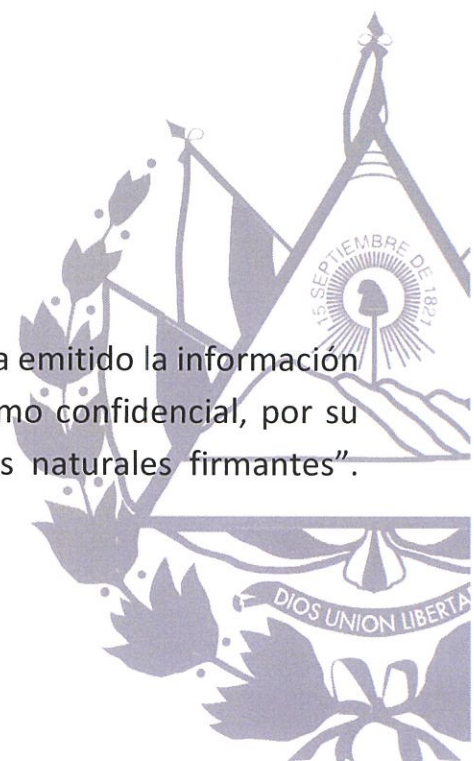 15 SEPTIEMBRE DE 1821
a emitido la información
mo confidencial, por su
s naturales firmantes”.
DIOS UNION LIBERTA